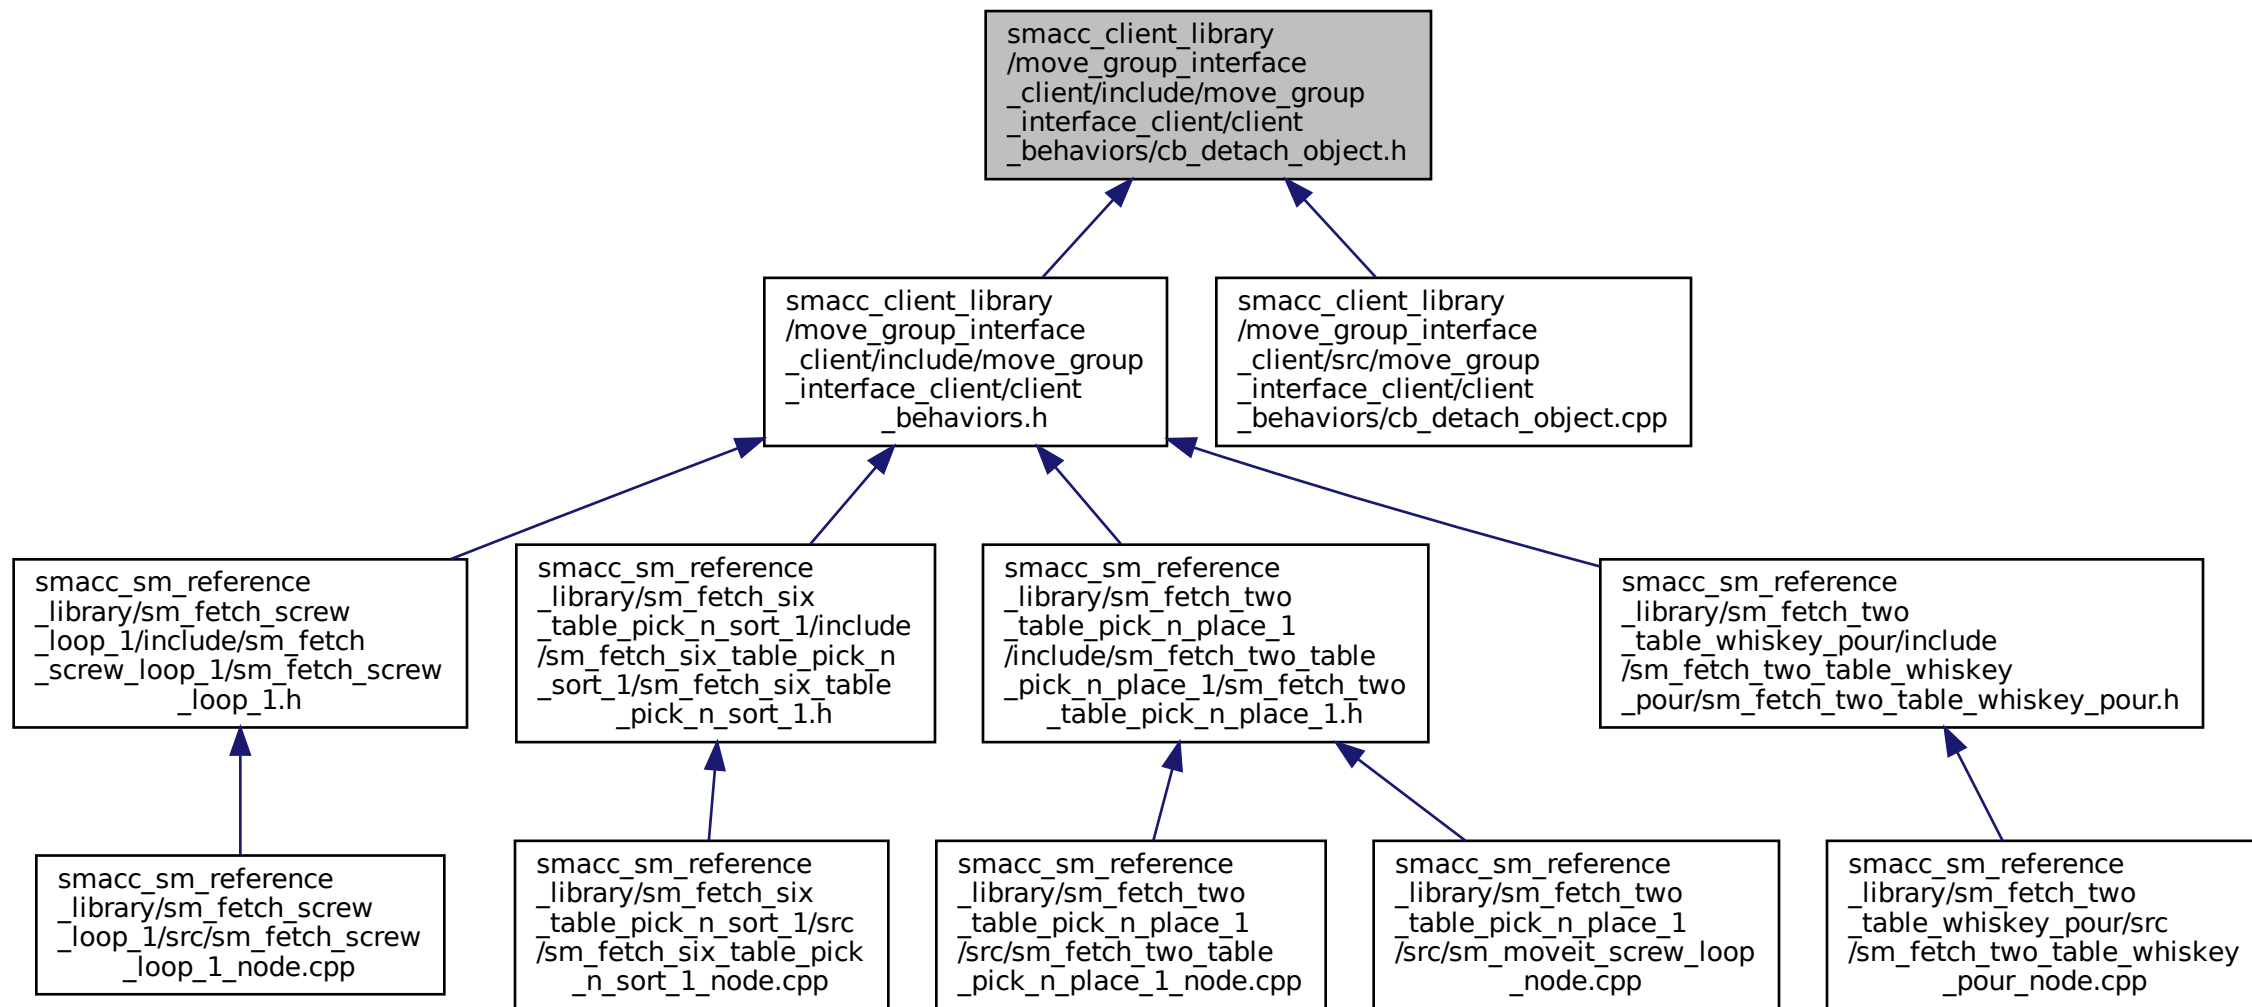 smacc_client_library
/move_group_interface
_client/include/move_group
_interface_client/client
_behaviors/cb_detach_object.h
smacc_client_library
/move_group_interface
_client/include/move_group
_interface_client/client
_behaviors.h
smacc_client_library
/move_group_interface
_client/src/move_group
_interface_client/client
_behaviors/cb_detach_object.cpp
smacc_sm_reference
_library/sm_fetch_screw
_loop_1/include/sm_fetch
_screw_loop_1/sm_fetch_screw
_loop_1.h
smacc_sm_reference
_library/sm_fetch_six
_table_pick_n_sort_1/include
/sm_fetch_six_table_pick_n
_sort_1/sm_fetch_six_table
_pick_n_sort_1.h
smacc_sm_reference
_library/sm_fetch_two
_table_pick_n_place_1
/include/sm_fetch_two_table
_pick_n_place_1/sm_fetch_two
_table_pick_n_place_1.h
smacc_sm_reference
_library/sm_fetch_two
_table_whiskey_pour/include
/sm_fetch_two_table_whiskey
_pour/sm_fetch_two_table_whiskey_pour.h
smacc_sm_reference
_library/sm_fetch_screw
_loop_1/src/sm_fetch_screw
_loop_1_node.cpp
smacc_sm_reference
_library/sm_fetch_six
_table_pick_n_sort_1/src
/sm_fetch_six_table_pick
_n_sort_1_node.cpp
smacc_sm_reference
_library/sm_fetch_two
_table_pick_n_place_1
/src/sm_fetch_two_table
_pick_n_place_1_node.cpp
smacc_sm_reference
_library/sm_fetch_two
_table_pick_n_place_1
/src/sm_moveit_screw_loop
_node.cpp
smacc_sm_reference
_library/sm_fetch_two
_table_whiskey_pour/src
/sm_fetch_two_table_whiskey
_pour_node.cpp